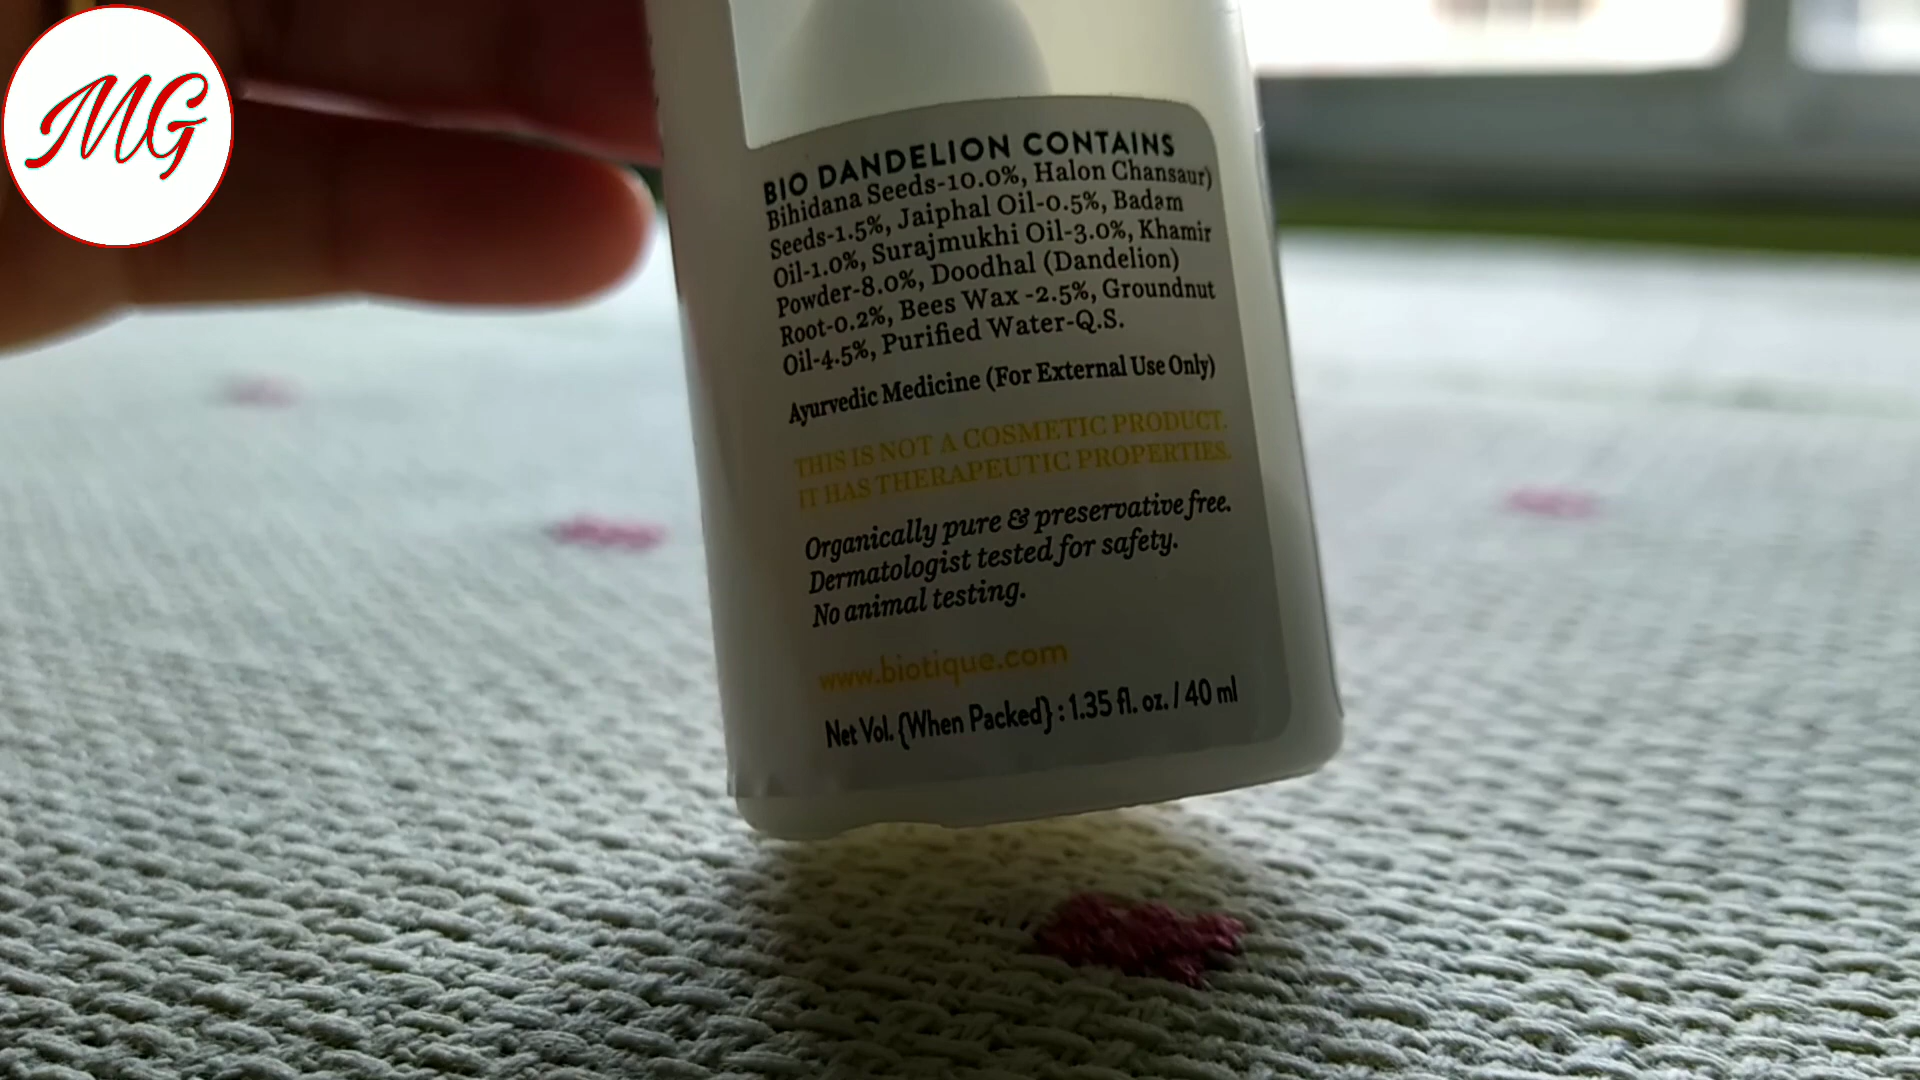 MG
BIO DANDELION CONTAINS
Bihidana Seeds-10.0%, Halon Chansaur)
Seeds-1.5%, Jaiphal Oil-0.5%, Badam
Oil-1.0%, Surajmukhi Oil-3.0%, Khamir
Powder-8.0%, Doodhal (Dandelion)
Root-0.2%, Bees Wax -2.5%, Groundnut
Oil-4.5%, Purified Water-Q.S.
Ayurvedic Medicine (For External Use Only)
THIS IS NOT A COSMETIC PRODUCT.
IT HAS THERAPEUTIC PROPERTIES.
Organically pure & preservative free.
Dermatologist tested for safety.
No animal testing.
www.biotique.com
Net Vol. {When Packed} : 1.35 fl. oz. / 40 ml